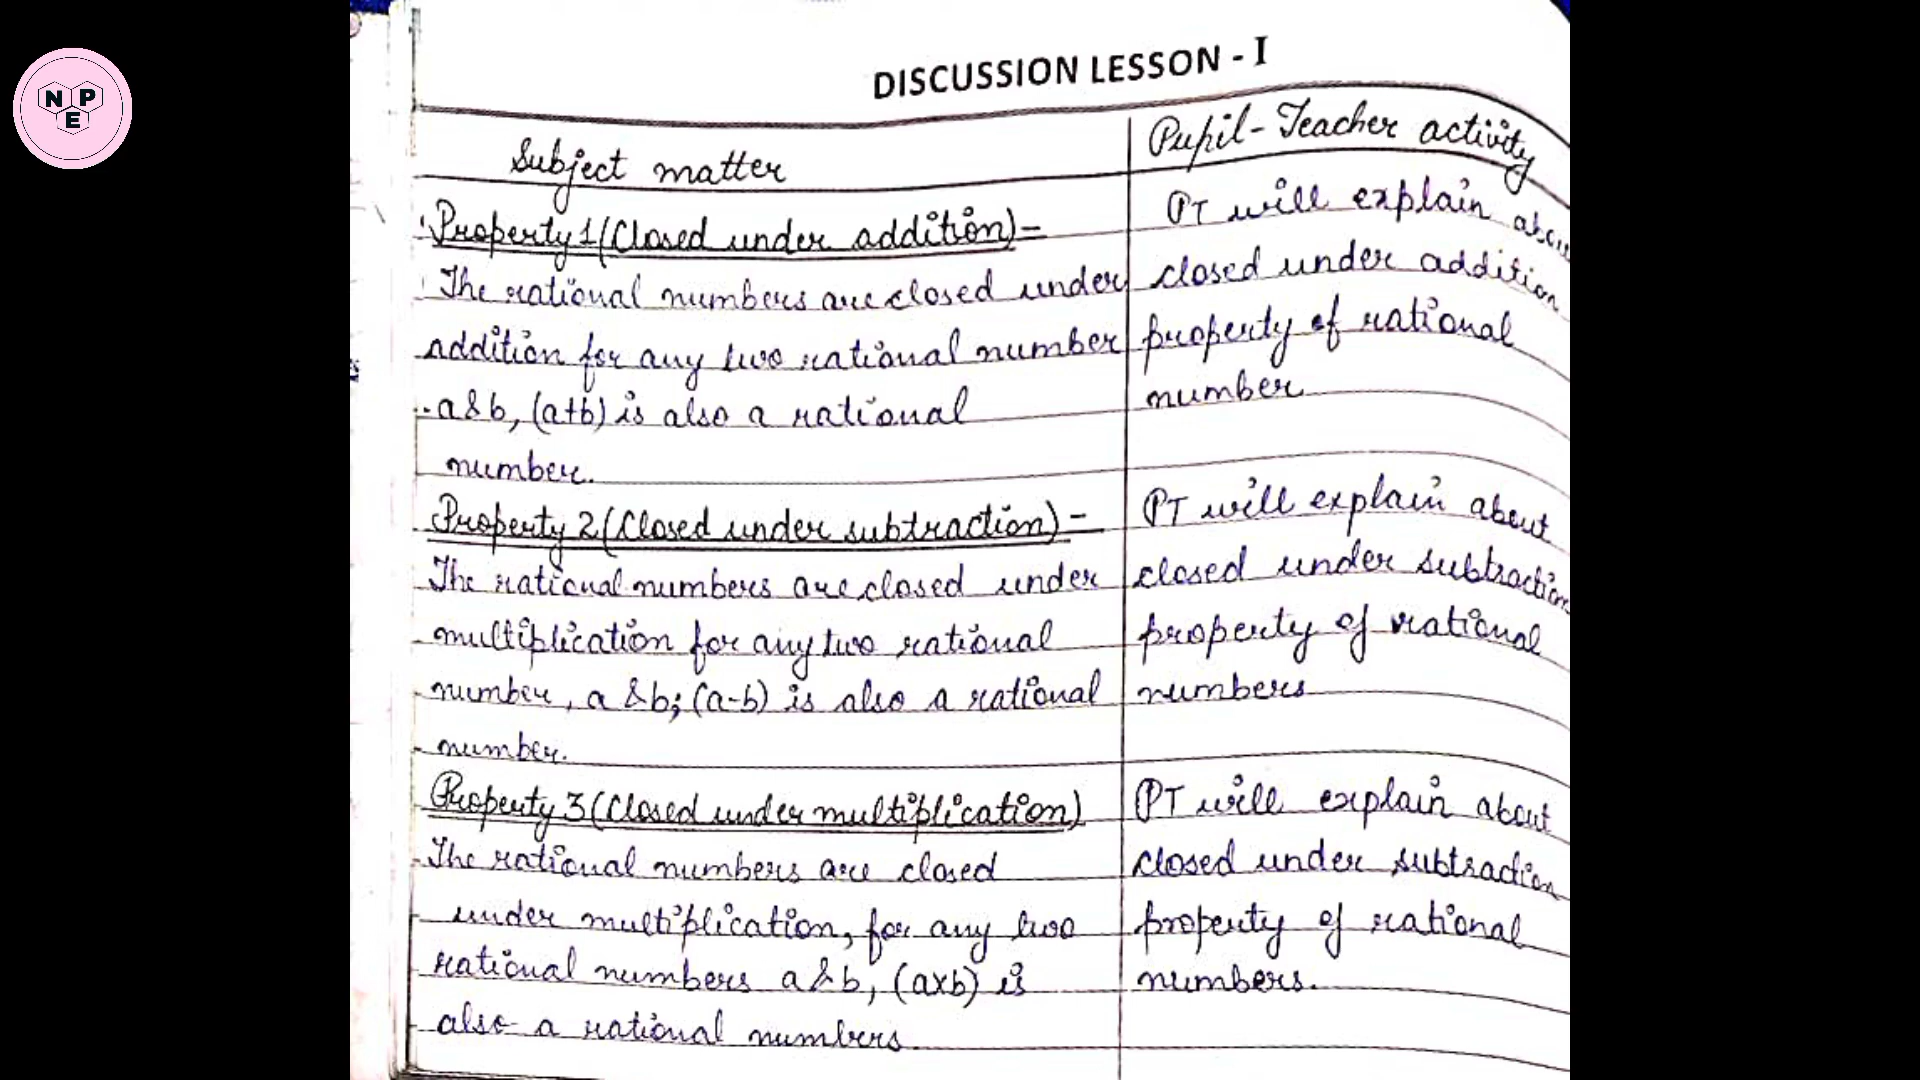 N P
E
DISCUSSION LESSON - I
Subject matter
Pupil-Teacher activity
Property 1 (Closed under addition)-
The rational numbers are closed under
addition for any two rational number
a&b, (a+b) is also a rational
number.
PT will explain about
closed under addition
property of rational
number
Property 2 (Closed under subtraction) -
The rational numbers are closed under
multiplication for any two rational
number, a &b; (a-b) is also a rational
number.
PT will explain about
closed under subtraction
property of rational
numbers
Property 3 (Closed under multiplication)
The rational numbers are closed
under multiplication, for any two
rational numbers a&b, (axb) is
also a rational numbers
PT will explain about
closed under subtraction
property of rational
numbers.